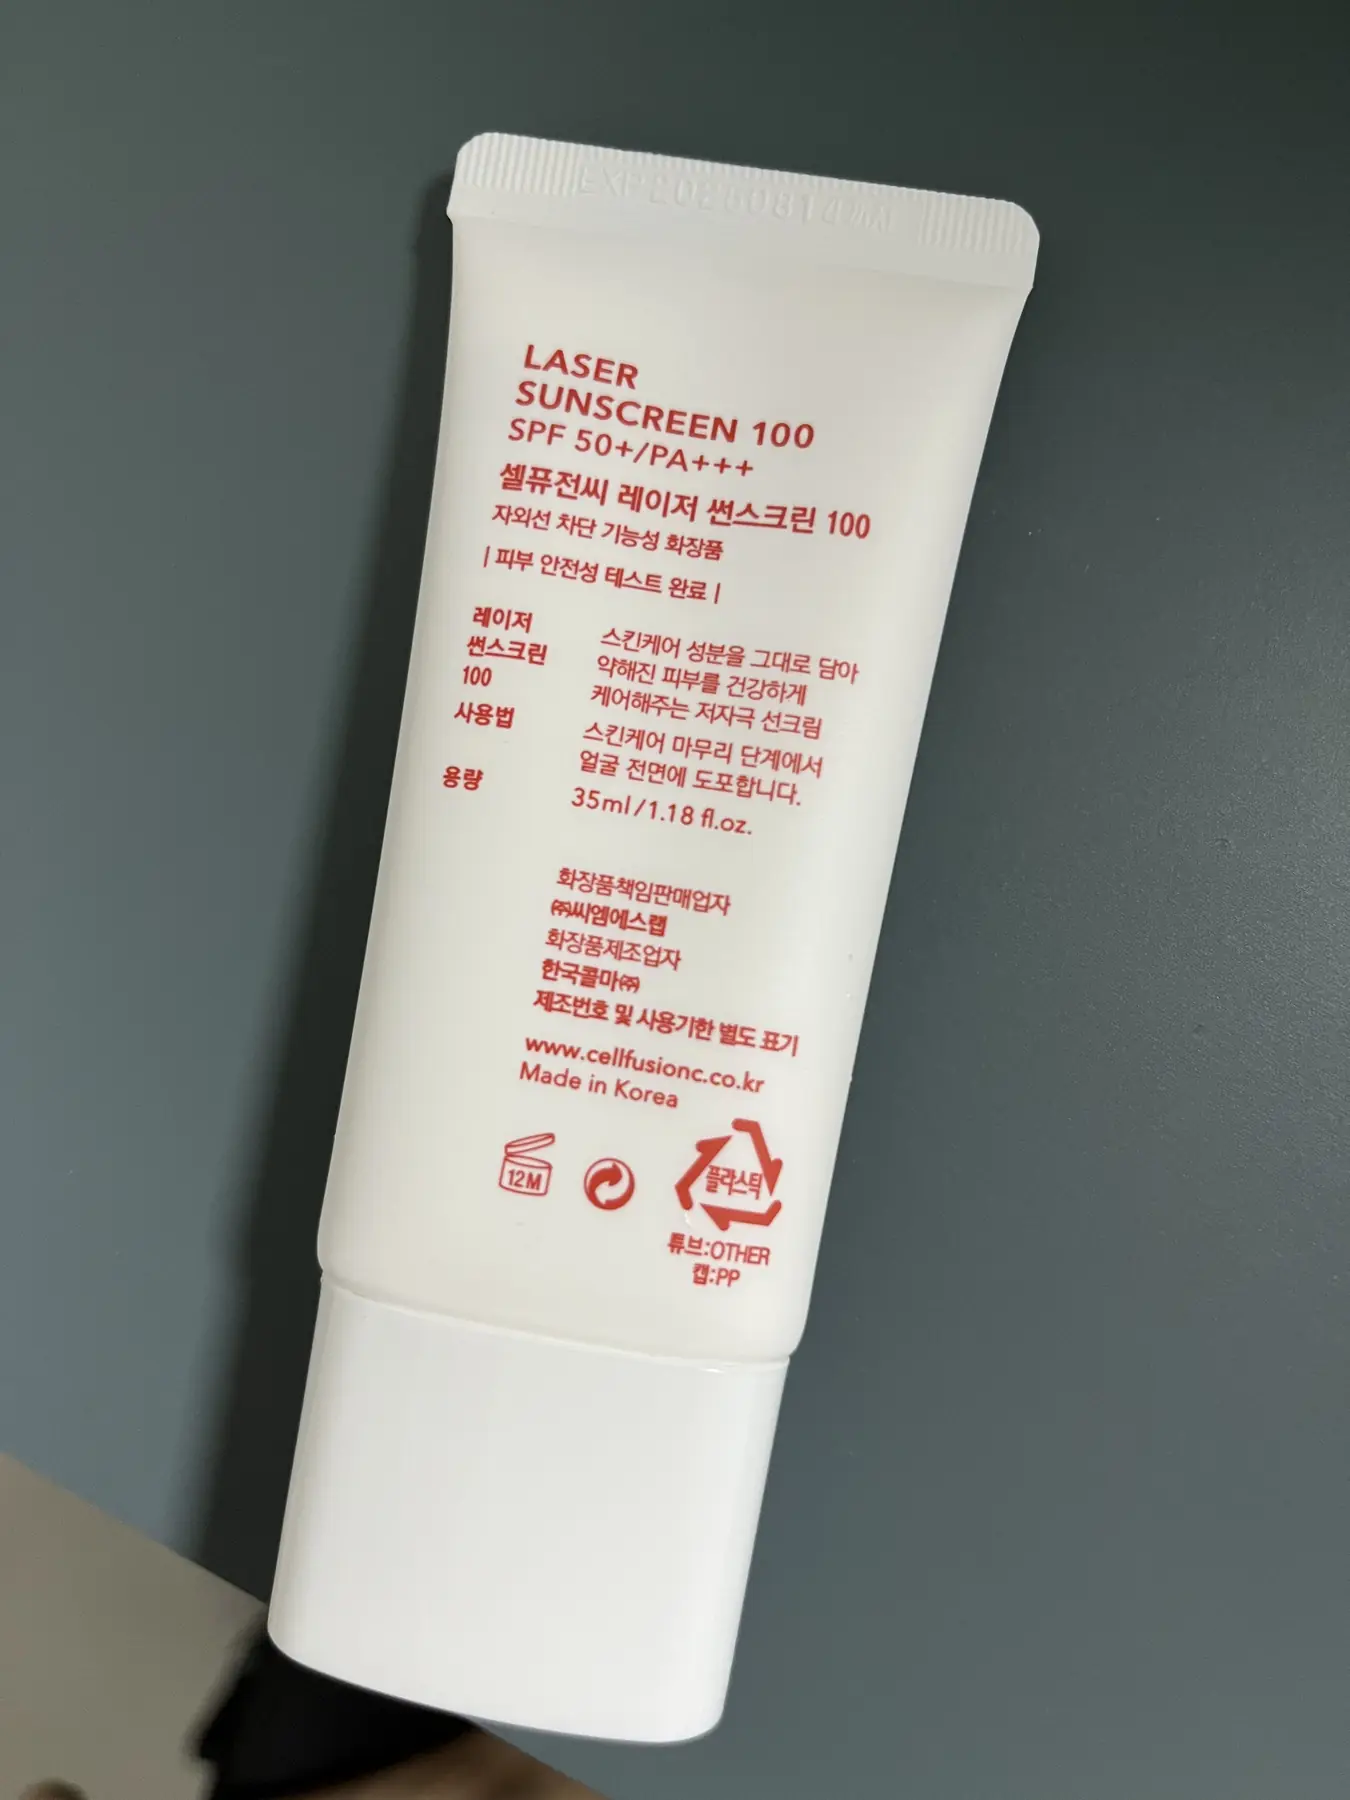 LASER
SUNSCREEN 100
SPF 50+/PA+++
셀퓨전씨 레이저 썬스크린 100
자외선 차단 기능성 화장품
| 피부 안전성 테스트 완료 |
레이저
썬스크린
100
스킨케어 성분을 그대로 담아
약해진 피부를 건강하게
케어해주는 저자극 선크림
사용법
스킨케어 마무리 단계에서
얼굴 전면에 도포합니다.
용량
35ml/1.18 fl.oz.
화장품책임판매업자
㈜씨엠에스랩
화장품제조업자
한국콜마㈜
제조번호 및 사용기한 별도 표기
www.cellfusionc.co.kr
Made in Korea
12M
플라스틱
튜브:OTHER
캡:PP